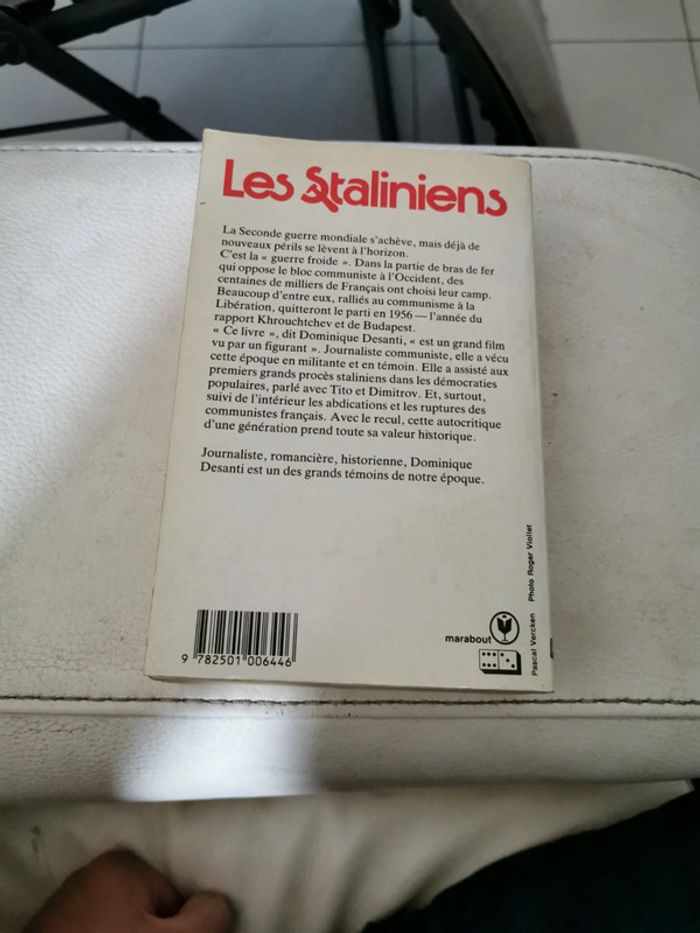 Les Staliniens
La Seconde guerre mondiale s'achève, mais déjà de
nouveaux périls se lèvent à l'horizon.
C'est la « guerre froide ». Dans la partie de bras de fer
qui oppose le bloc communiste à l'Occident, des
centaines de milliers de Français ont choisi leur camp.
Beaucoup d'entre eux, ralliés au communisme à la
Libération, quitteront le parti en 1956 — l'année du
rapport Khrouchtchev et de Budapest.
« Ce livre », dit Dominique Desanti, « est un grand film
vu par un figurant ». Journaliste communiste, elle a vécu
cette époque en militante et en témoin. Elle a assisté aux
premiers grands procès staliniens dans les démocraties
populaires, parlé avec Tito et Dimitrov. Et, surtout,
suivi de l'intérieur les abdications et les ruptures des
communistes français. Avec le recul, cette autocritique
d'une génération prend toute sa valeur historique.
Journaliste, romancière, historienne, Dominique
Desanti est un des grands témoins de notre époque.
9 782501 006446
marabout
Pascal Vercken Photo Roger Viollet